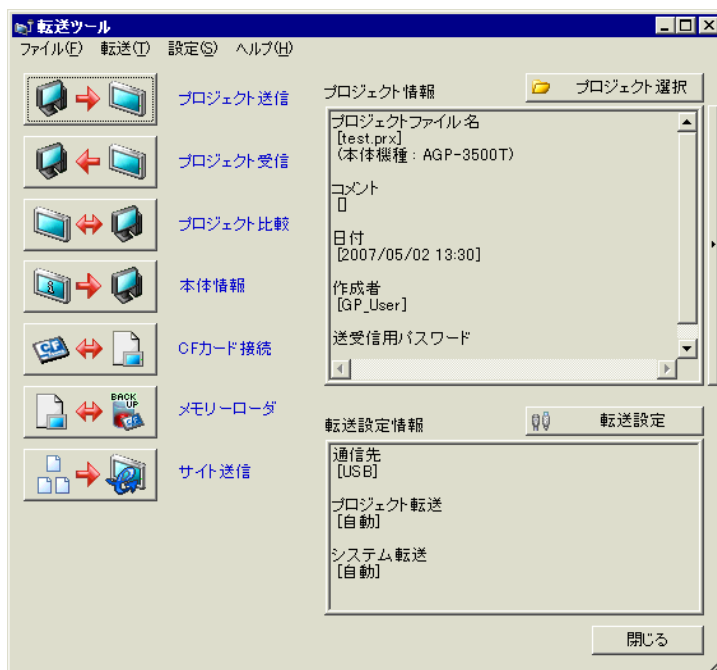 転送ツール
ファイル(F) 転送(T) 設定(S) ヘルプ(H)
プロジェクト送信
プロジェクト受信
プロジェクト比較
本体情報
CFカード接続
メモリーローダ
BACK
UP
サイト送信
プロジェクト情報
プロジェクト選択
プロジェクトファイル名
[test.prx]
(本体機種 : AGP-3500T)
コメント
[]
日付
[2007/05/02 13:30]
作成者
[GP_User]
送受信用パスワード
転送設定情報
転送設定
通信先
[USB]
プロジェクト転送
[自動]
システム転送
[自動]
閉じる